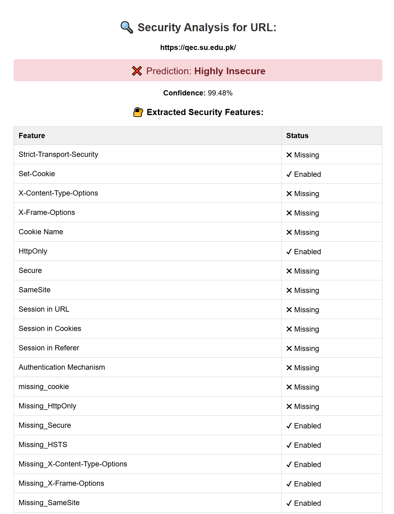 🔍 Security Analysis for URL:
https://qec.su.edu.pk/
❌ Prediction: Highly Insecure
Confidence: 99.48%
🔐 Extracted Security Features:
Feature Status
Strict-Transport-Security ❌ Missing
Set-Cookie ✔ Enabled
X-Content-Type-Options ❌ Missing
X-Frame-Options ❌ Missing
Cookie Name ❌ Missing
HttpOnly ✔ Enabled
Secure ❌ Missing
SameSite ❌ Missing
Session in URL ❌ Missing
Session in Cookies ❌ Missing
Session in Referer ❌ Missing
Authentication Mechanism ❌ Missing
missing_cookie ❌ Missing
Missing_HttpOnly ❌ Missing
Missing_Secure ✔ Enabled
Missing_HSTS ✔ Enabled
Missing_X-Content-Type-Options ✔ Enabled
Missing_X-Frame-Options ✔ Enabled
Missing_SameSite ✔ Enabled